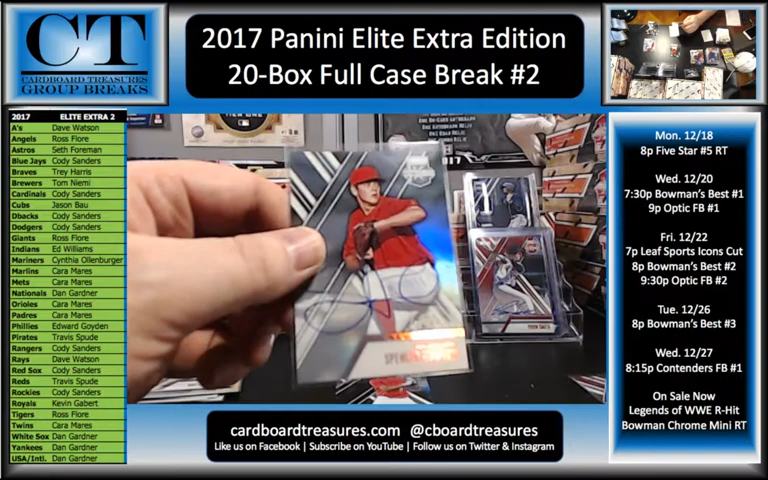 CT
CARDBOARD TREASURES
GROUP BREAKS
2017 Panini Elite Extra Edition
20-Box Full Case Break #2
2017 ELITE EXTRA 2
A's Dave Watson
Angels Ross Flore
Astros Seth Foreman
Blue Jays Cody Sanders
Braves Trey Harris
Brewers Tom Niemi
Cardinals Cody Sanders
Cubs Jason Bau
Dbacks Cody Sanders
Dodgers Cody Sanders
Giants Ross Flore
Indians Ed Williams
Mariners Cynthia Ollenburger
Marlins Cara Mares
Mets Cara Mares
Nationals Dan Gardner
Orioles Cara Mares
Padres Cara Mares
Phillies Edward Goyden
Pirates Travis Spude
Rangers Cody Sanders
Rays Dave Watson
Red Sox Cody Sanders
Reds Travis Spude
Rockies Cody Sanders
Royals Kevin Gabert
Tigers Ross Flore
Twins Cara Mares
White Sox Dan Gardner
Yankees Dan Gardner
USA/Intl. Dan Gardner
SPEN
Mon. 12/18
8p Five Star #5 RT
Wed. 12/20
7:30p Bowman's Best #1
9p Optic FB #1
Fri. 12/22
7p Leaf Sports Icons Cut
8p Bowman's Best #2
9:30p Optic FB #2
Tue. 12/26
8p Bowman's Best #3
Wed. 12/27
8:15p Contenders FB #1
On Sale Now
Legends of WWE R-Hit
Bowman Chrome Mini RT
cardboardtreasures.com @cboardtreasures
Like us on Facebook | Subscribe on YouTube | Follow us on Twitter & Instagram